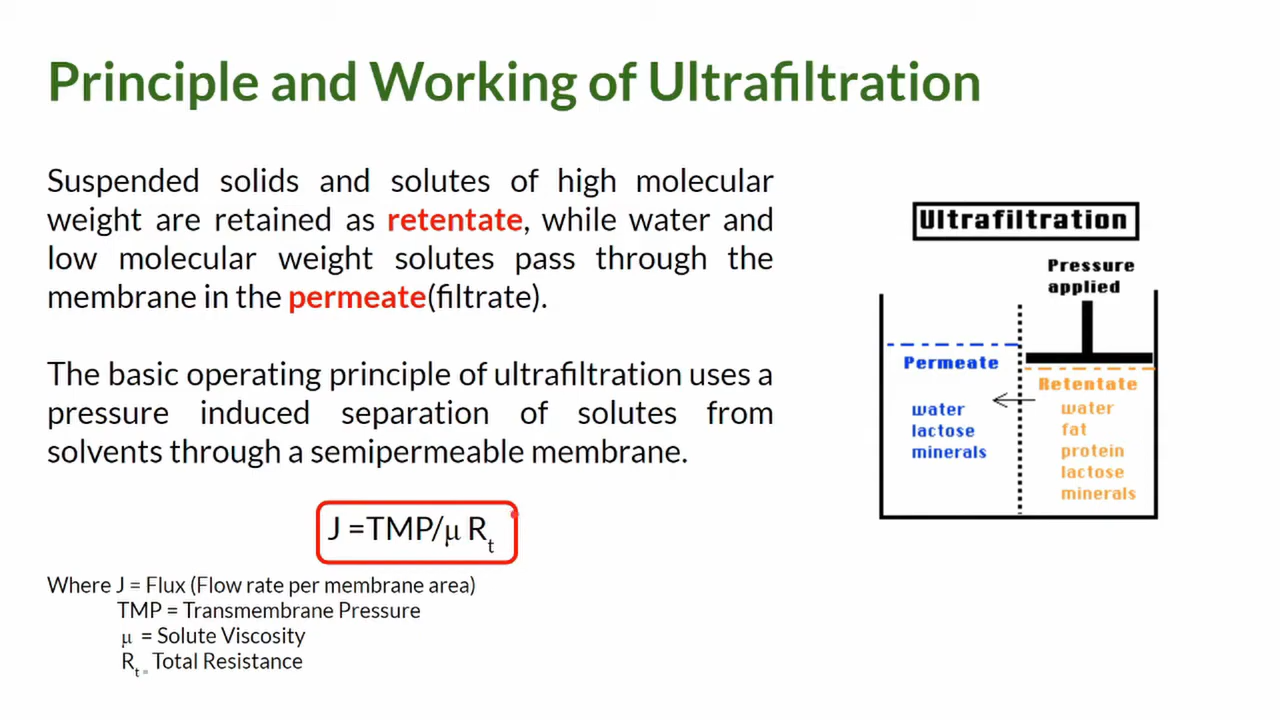 Principle and Working of Ultrafiltration
Suspended solids and solutes of high molecular
weight are retained as retentate, while water and
low molecular weight solutes pass through the
membrane in the permeate(filtrate).
The basic operating principle of ultrafiltration uses a
pressure induced separation of solutes from
solvents through a semipermeable membrane.
J =TMP/μ Rt
Where J = Flux (Flow rate per membrane area)
TMP = Transmembrane Pressure
μ = Solute Viscosity
Rt = Total Resistance
Ultrafiltration
Pressure
applied
Permeate
water
lactose
minerals
Retentate
water
fat
protein
lactose
minerals